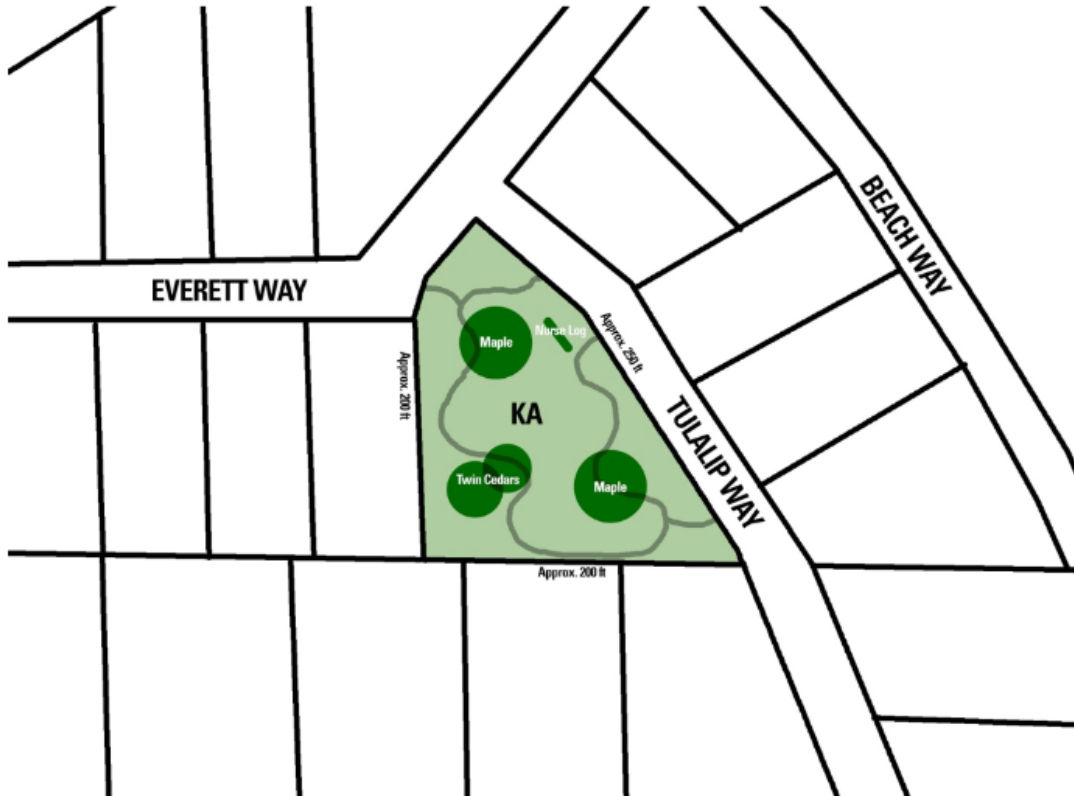 BEACH WAY
EVERETT WAY
Nurse Log
Maple
Approx. 250 ft
Approx. 200 ft
KA
TULALIP WAY
Twin Cedars
Maple
Approx. 200 ft